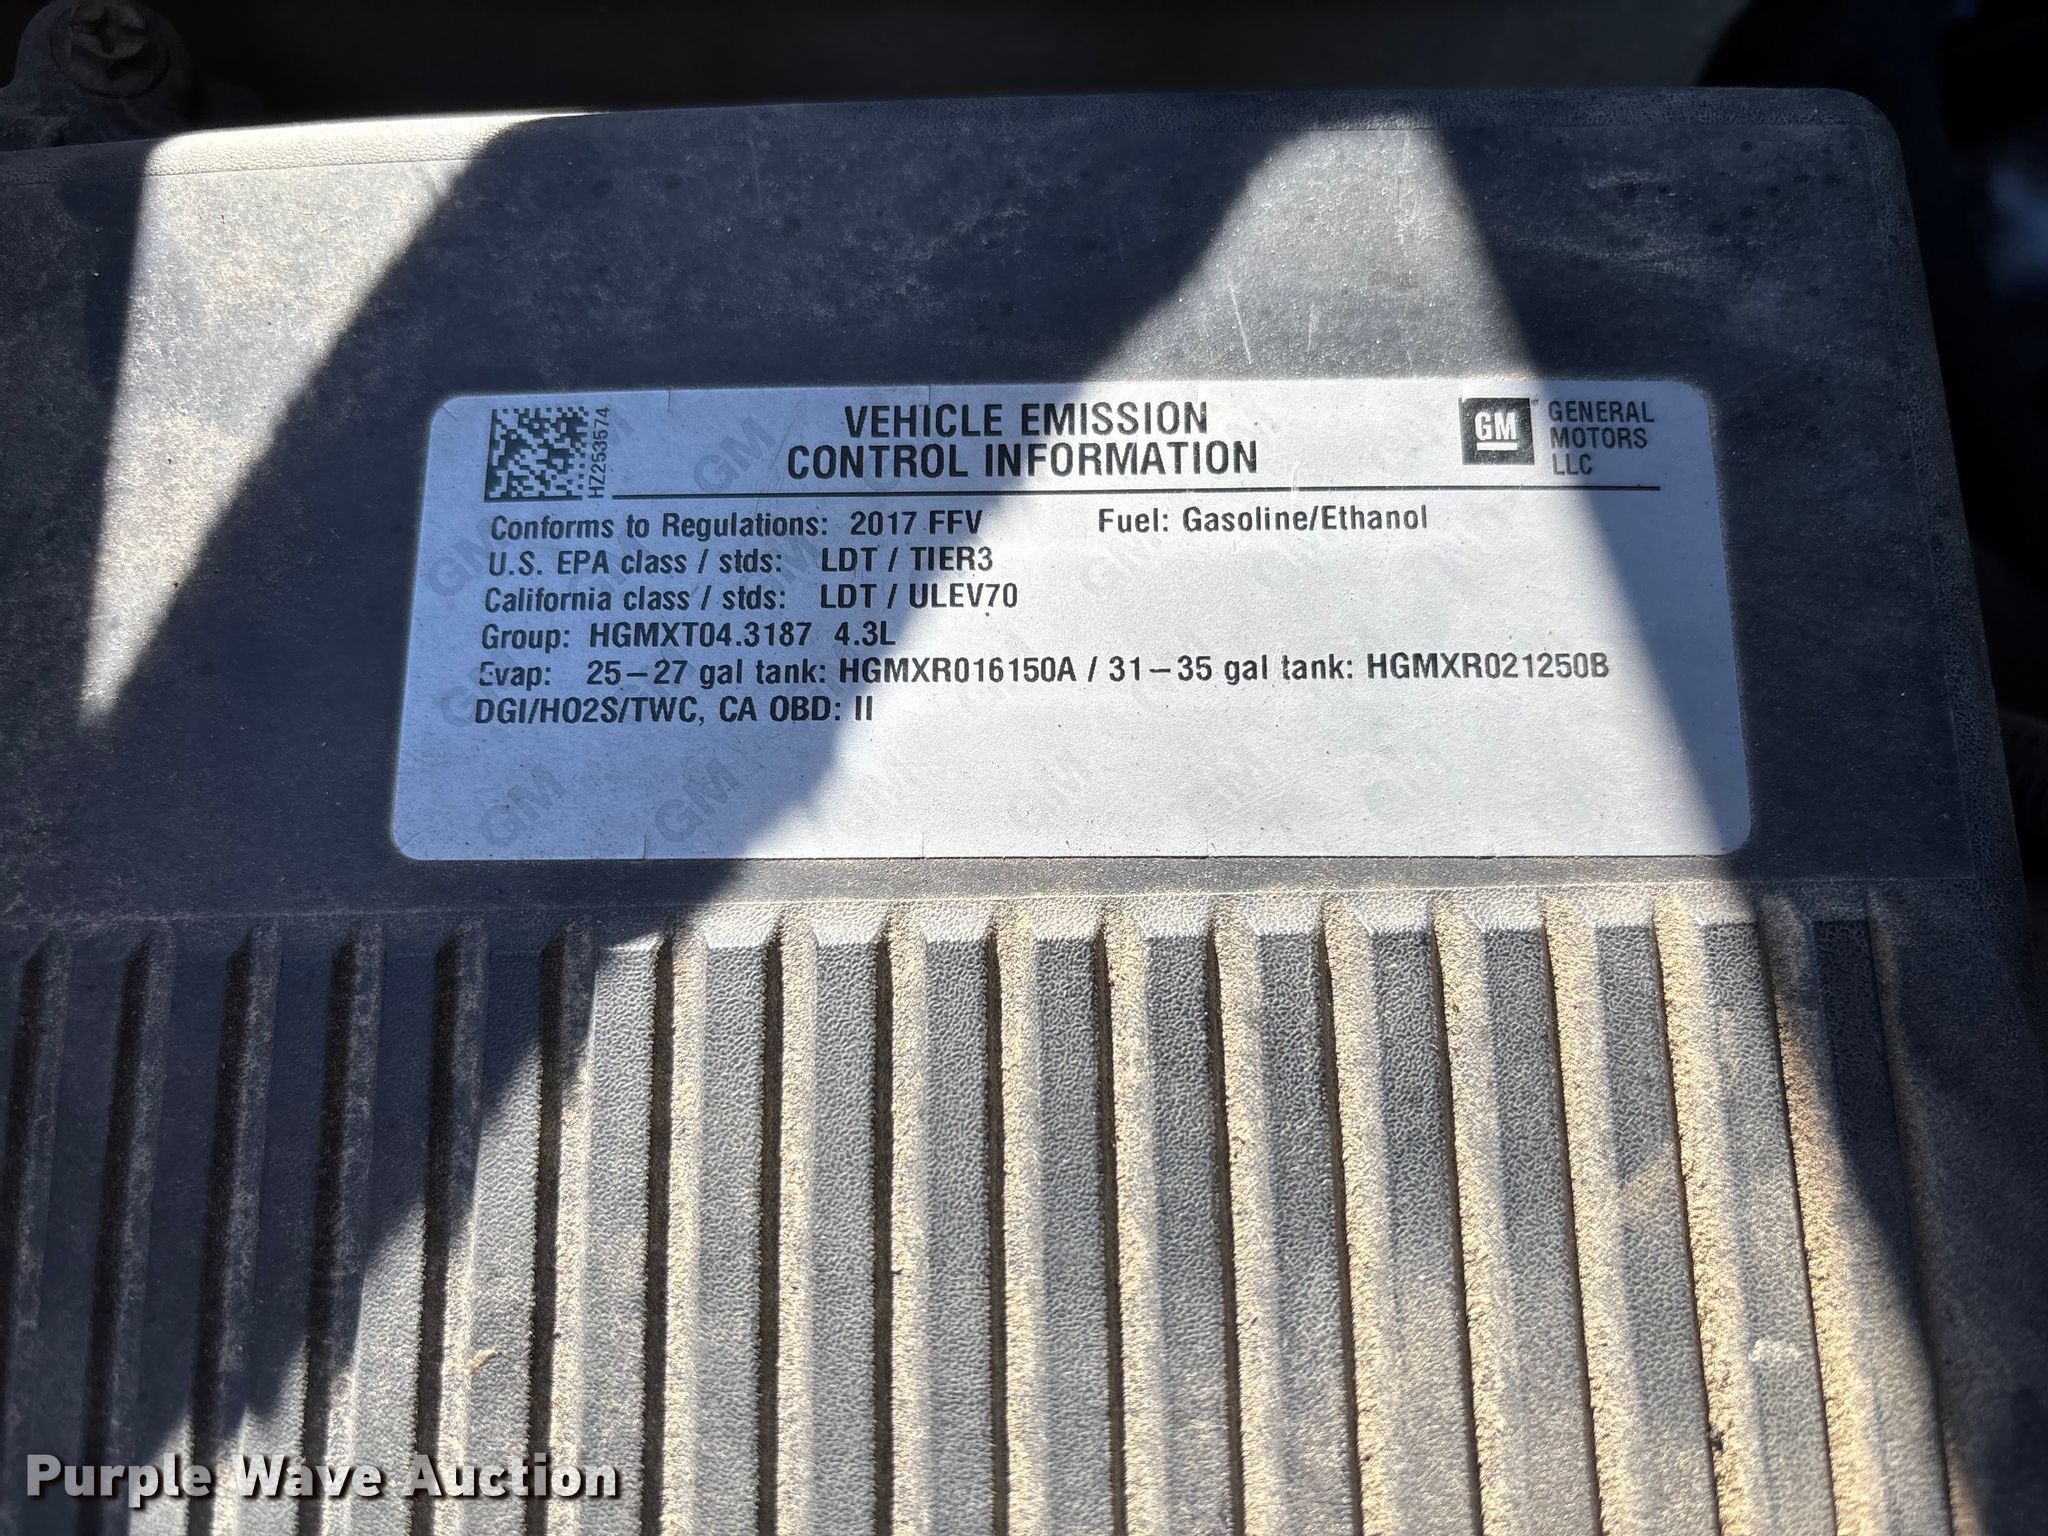 HZ253574
VEHICLE EMISSION
CONTROL INFORMATION
GM
GENERAL
MOTORS
LLC
Conforms to Regulations: 2017 FFV Fuel: Gasoline/Ethanol
U.S. EPA class / stds: LDT / TIER3
California class / stds: LDT / ULEV70
Group: HGMXT04.3187 4.3L
Evap: 25–27 gal tank: HGMXR016150A / 31–35 gal tank: HGMXR021250B
DGI/HO2S/TWC, CA OBD: II
Purple Wave Auction